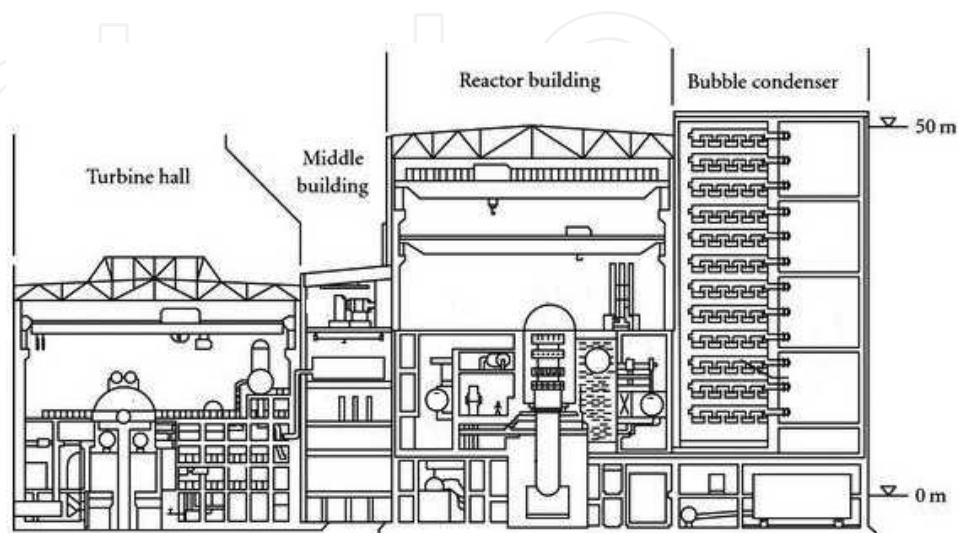 Reactor building
Bubble condenser
50 m
Middle
building
Turbine hall
0 m